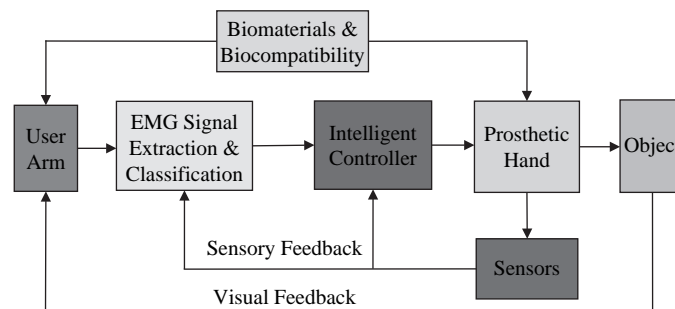 Biomaterials &
Biocompatibility
User
Arm
EMG Signal
Extraction &
Classification
Intelligent
Controller
Prosthetic
Hand
Objec
Sensory Feedback
Sensors
Visual Feedback